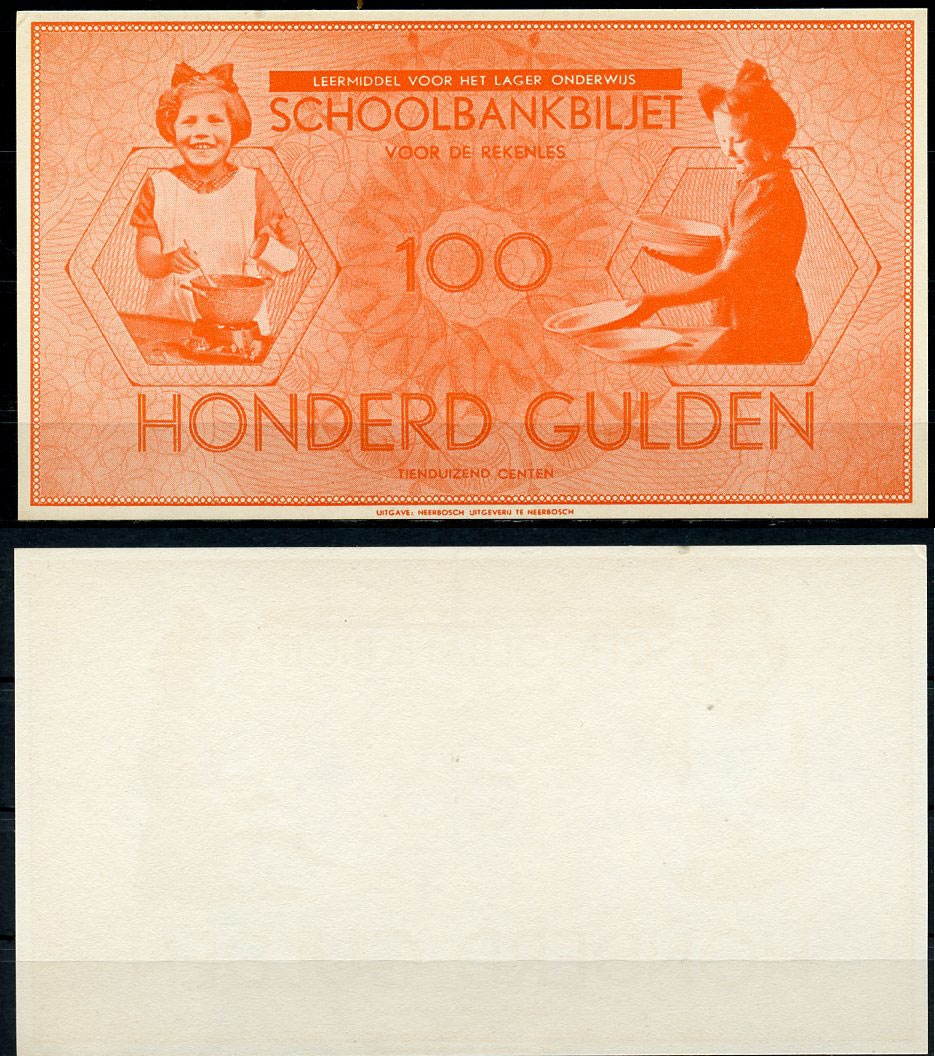 LEERMIDDEL VOOR HET LAGER ONDERWIJS
SCHOOLBANKBILJET
VOOR DE REKENLES
100
HONDERD GULDEN
TIENDUIZEND CENTEN
UITGAVE: NEERBOSCH UITGEVERIJ TE NEERBOSCH